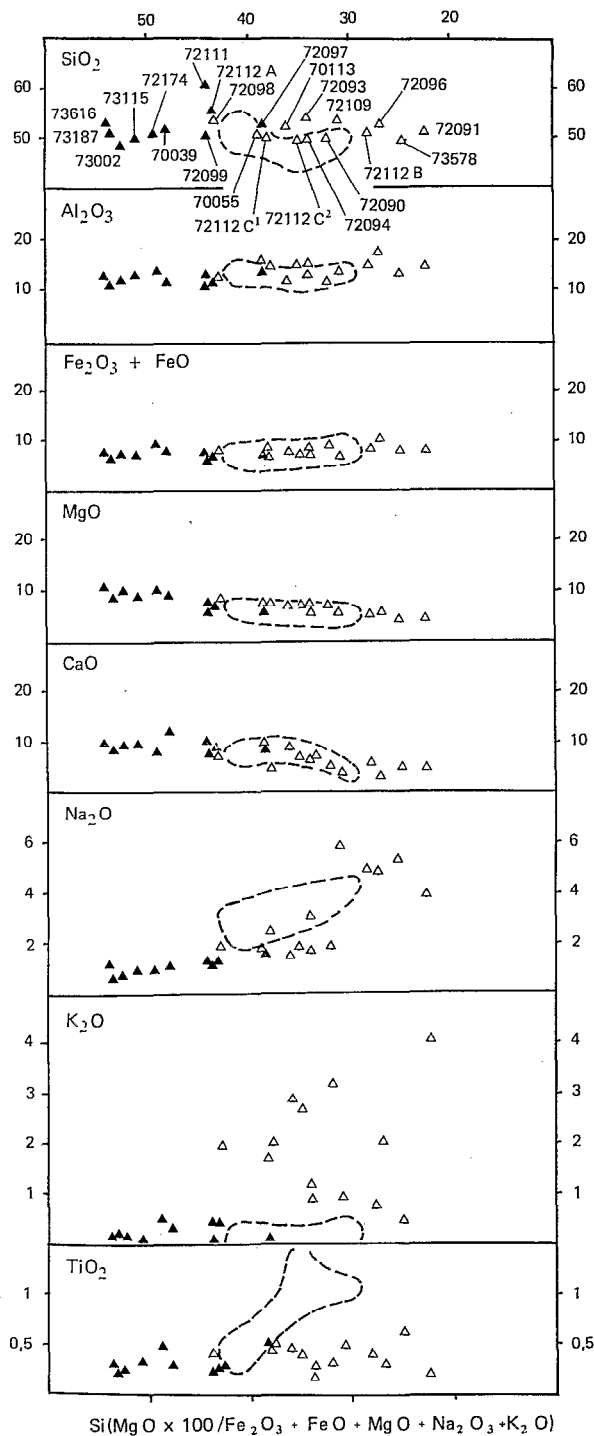 50 40 30 20
SiO₂
72111
72112 A
72098
72097
70113
72093
72109
72096
72174
73115
73616
73187
73002
70039
72099
70055
72112 C¹
72112 C²
72094
72090
72112 B
73578
72091
60 60
50 50
Al₂O₃
20 20
10 10
Fe₂O₃ + FeO
20 20
10 10
MgO
20 20
10 10
CaO
20 20
10 10
Na₂O
6 6
4 4
2 2
K₂O
4 4
3 3
2 2
1 1
TiO₂
1 1
0,5 0,5
Si(MgO x 100/Fe₂O₃ + FeO + MgO + Na₂O₃ +K₂O)